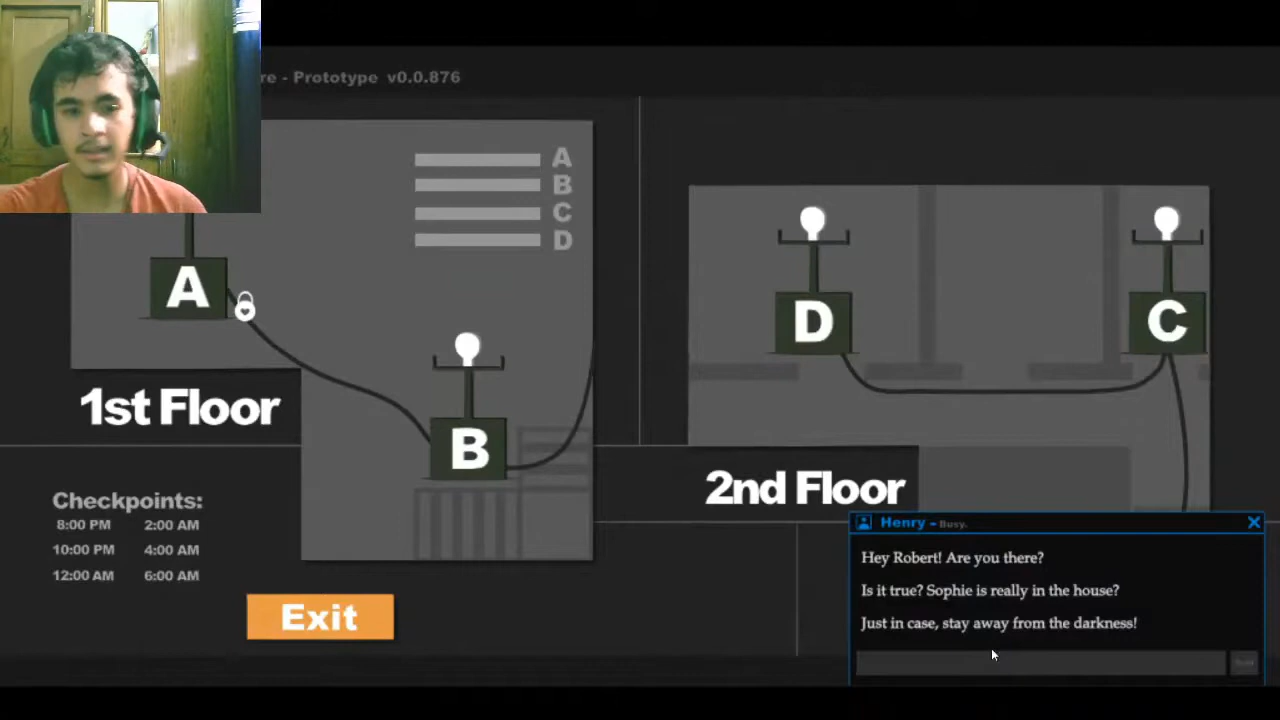 re - Prototype v0.0.876
A
B
C
D
A
B
D
C
1st Floor
2nd Floor
Checkpoints:
8:00 PM 2:00 AM
10:00 PM 4:00 AM
12:00 AM 6:00 AM
Exit
Henry - Busy.
Hey Robert! Are you there?
Is it true? Sophie is really in the house?
Just in case, stay away from the darkness!